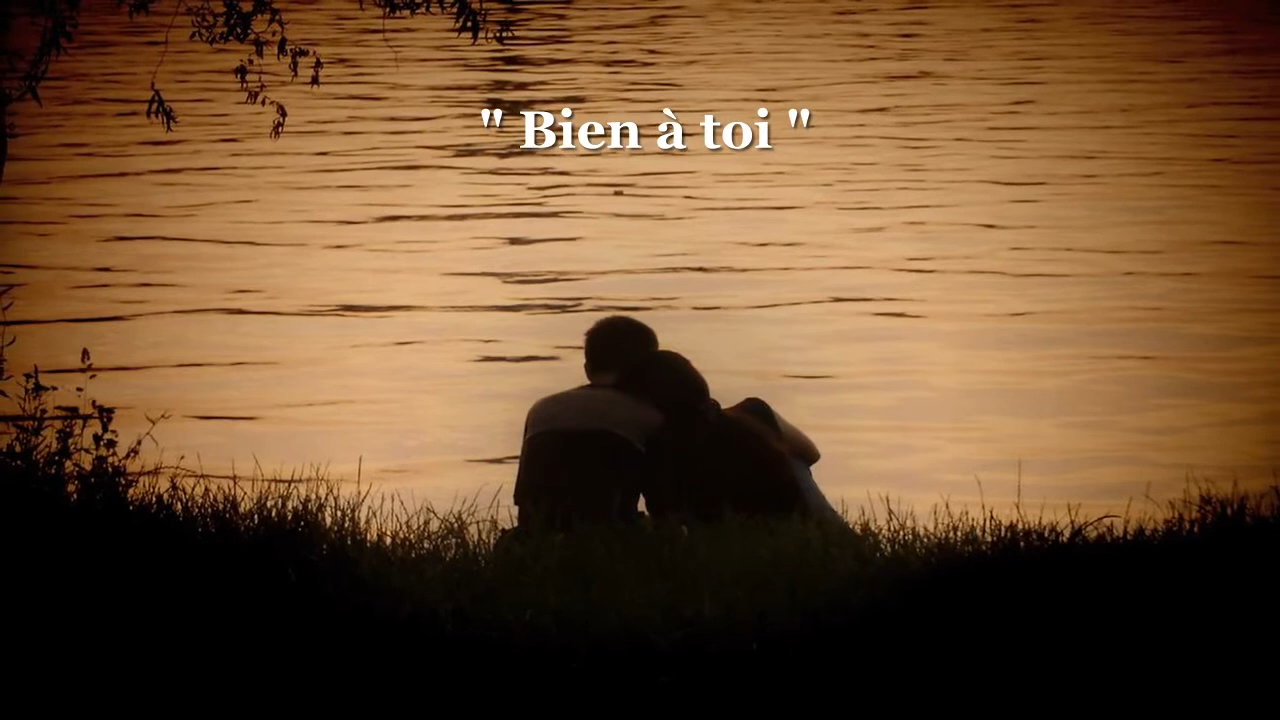 " Bien à toi "